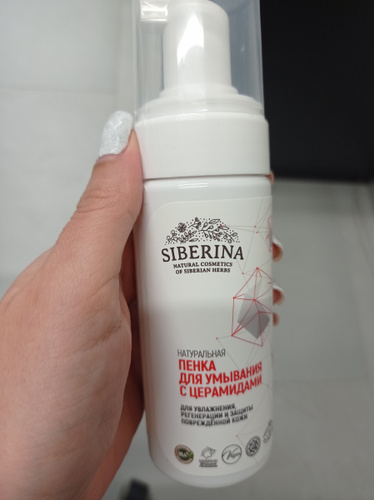 SIBERINA
NATURAL COSMETICS
OF SIBERIAN HERBS
НАТУРАЛЬНАЯ
ПЕНКА
ДЛЯ УМЫВАНИЯ
С ЦЕРАМИДАМИ
ДЛЯ УВЛАЖНЕНИЯ,
РЕГЕНЕРАЦИИ И ЗАЩИТЫ
ПОВРЕЖДЁННОЙ КОЖИ